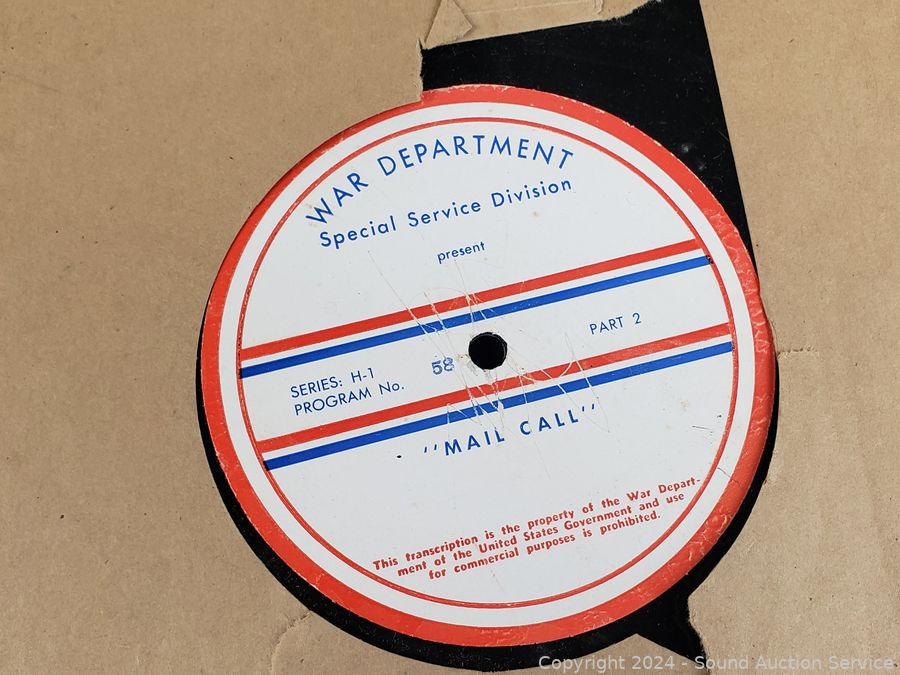 WAR DEPARTMENT
Special Service Division
present
PART 2
SERIES: H-1
PROGRAM No. 58
"MAIL CALL"
This transcription is the property of the War Depart-
ment of the United States Government and use
for commercial purposes is prohibited.
Copyright 2024 - Sound Auction Service